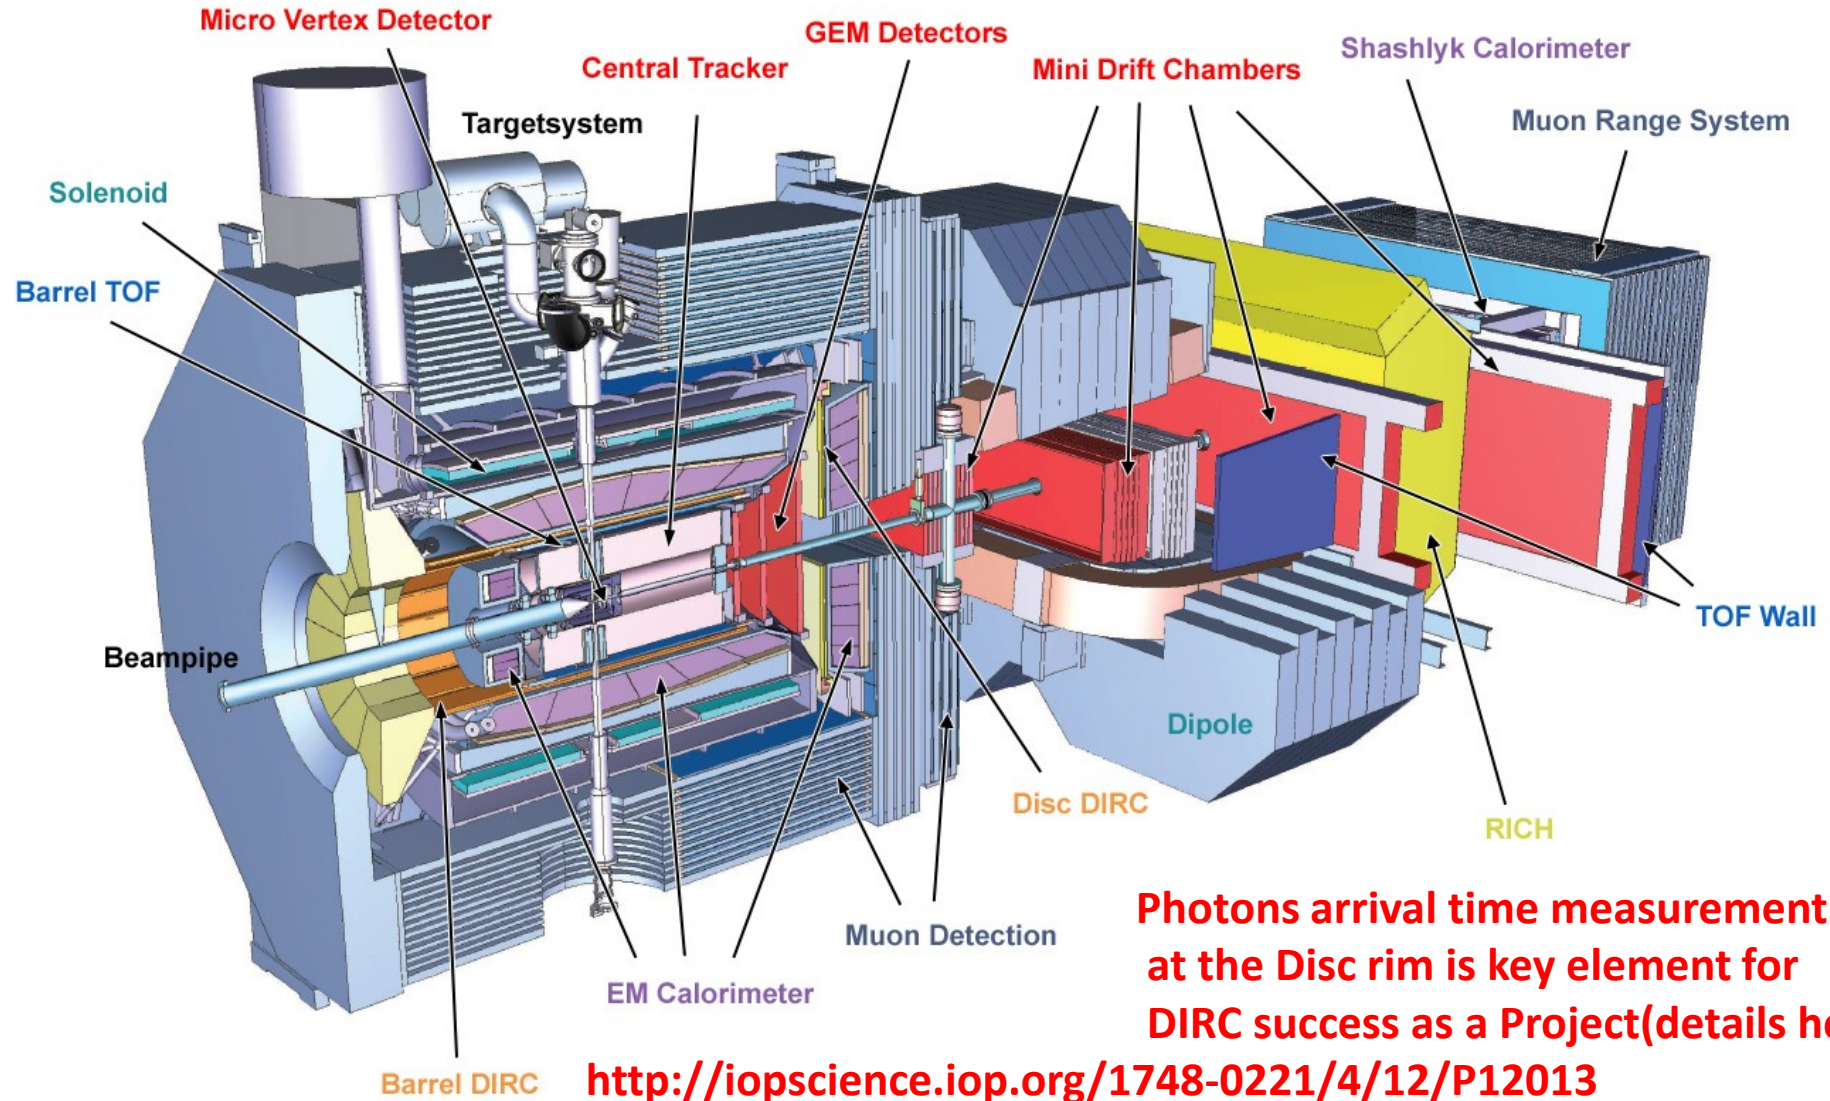 Micro Vertex Detector
GEM Detectors
Shashlyk Calorimeter
Central Tracker
Mini Drift Chambers
Targetsystem
Muon Range System
Solenoid
Barrel TOF
TOF Wall
Beampipe
Dipole
Disc DIRC
RICH
Muon Detection
EM Calorimeter
Barrel DIRC
Photons arrival time measurement
at the Disc rim is key element for
DIRC success as a Project(details
http://iopscience.iop.org/1748-0221/4/12/P12013